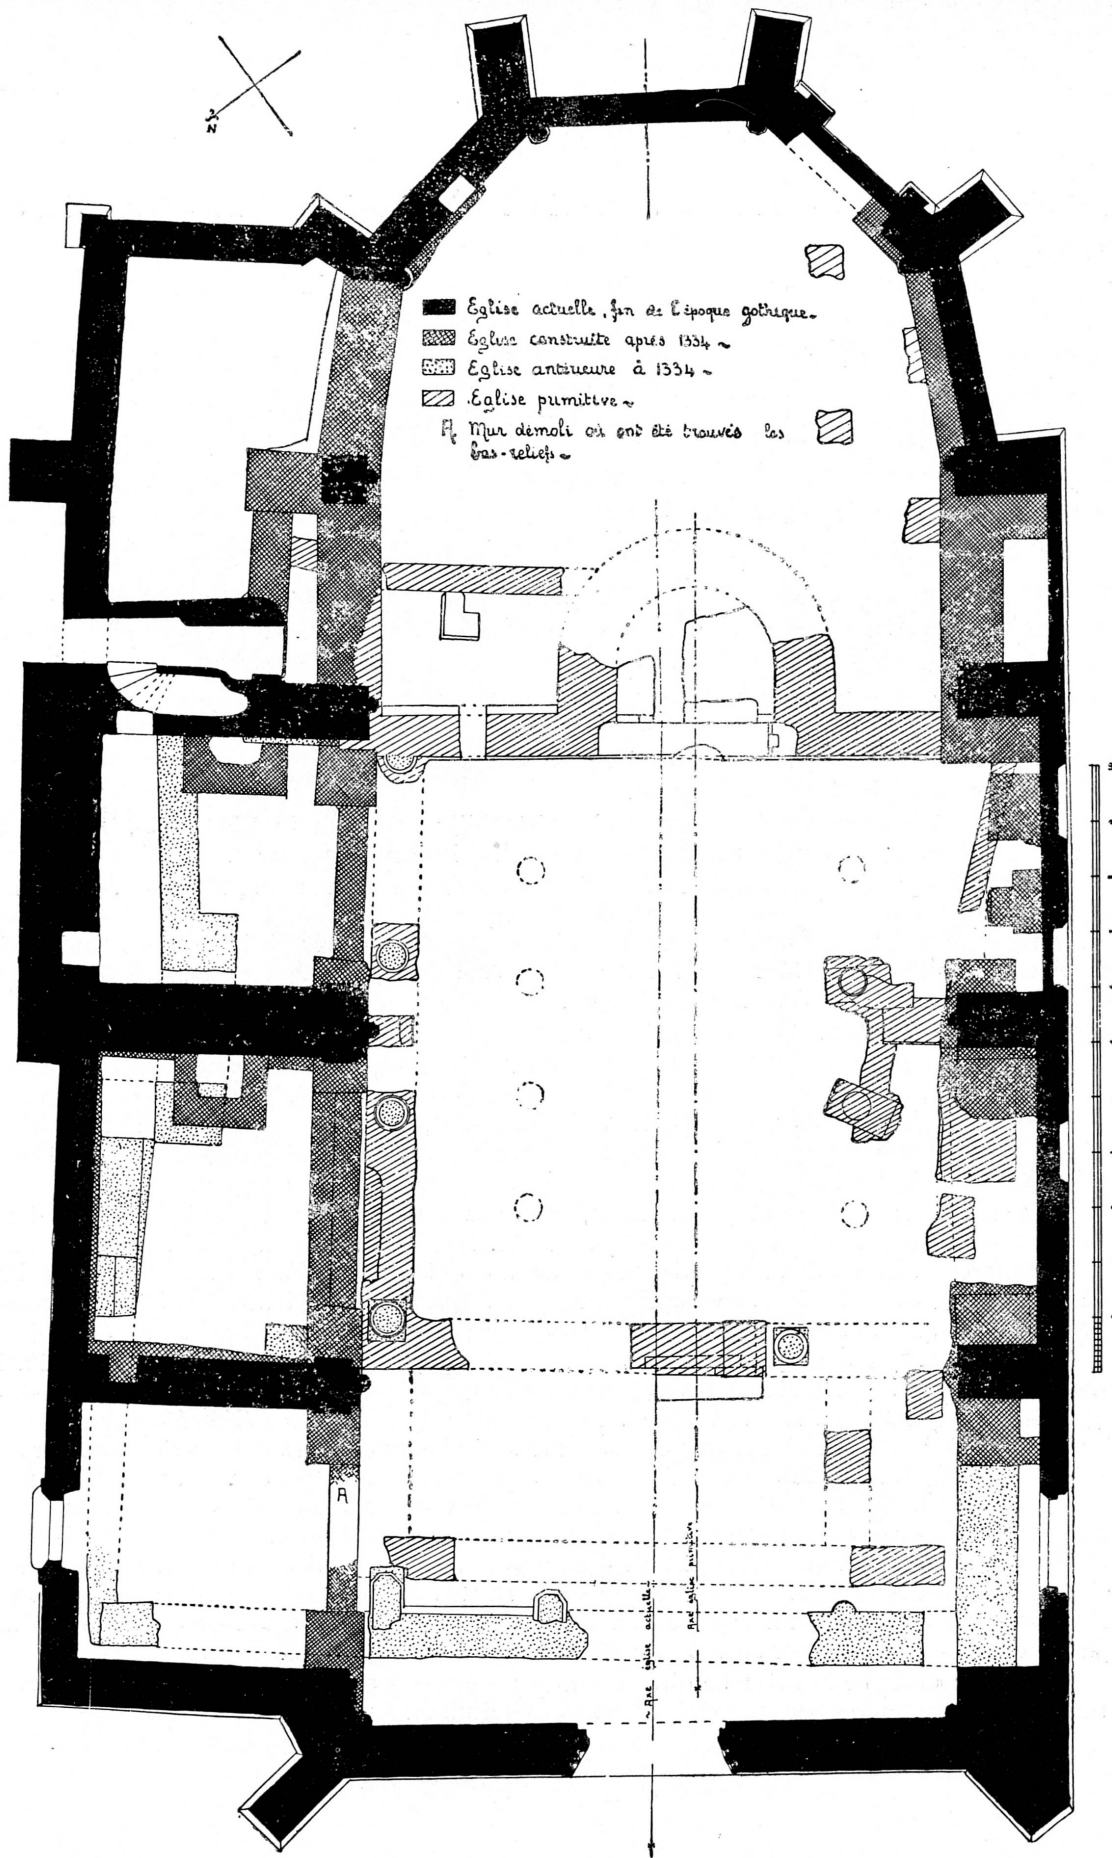 N
Eglise actuelle, fin de l'époque gothique.
Eglise construite après 1334
Eglise antérieure à 1334
Eglise primitive
A Mur démoli où ont été trouvés les
bas-reliefs
A
Axe église actuelle
Axe église primitive